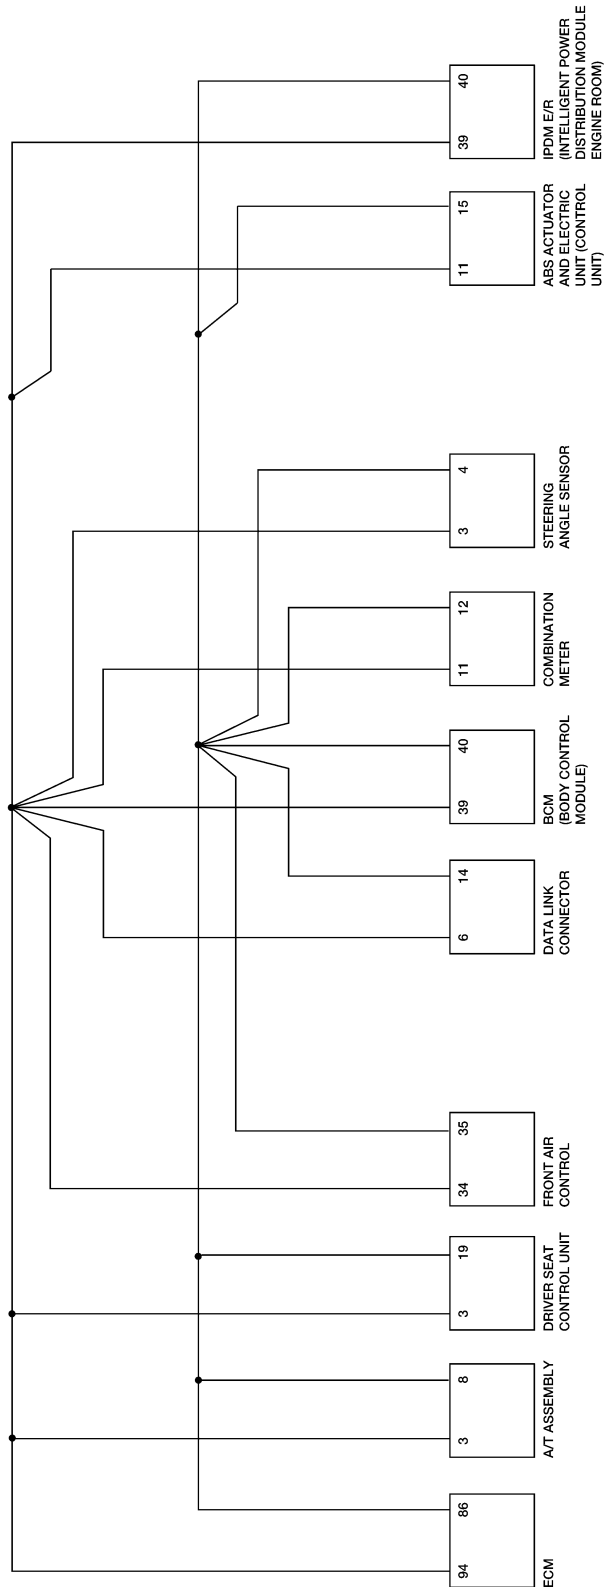 94
86
ECM
3
8
A/T ASSEMBLY
3
19
DRIVER SEAT
CONTROL UNIT
34
35
FRONT AIR
CONTROL
6
14
DATA LINK
CONNECTOR
39
40
BCM
(BODY CONTROL
MODULE)
11
12
COMBINATION
METER
3
4
STEERING
ANGLE SENSOR
11
15
ABS ACTUATOR
AND ELECTRIC
UNIT (CONTROL
UNIT)
39
40
IPDM E/R
(INTELLIGENT POWER
DISTRIBUTION MODULE
ENGINE ROOM)